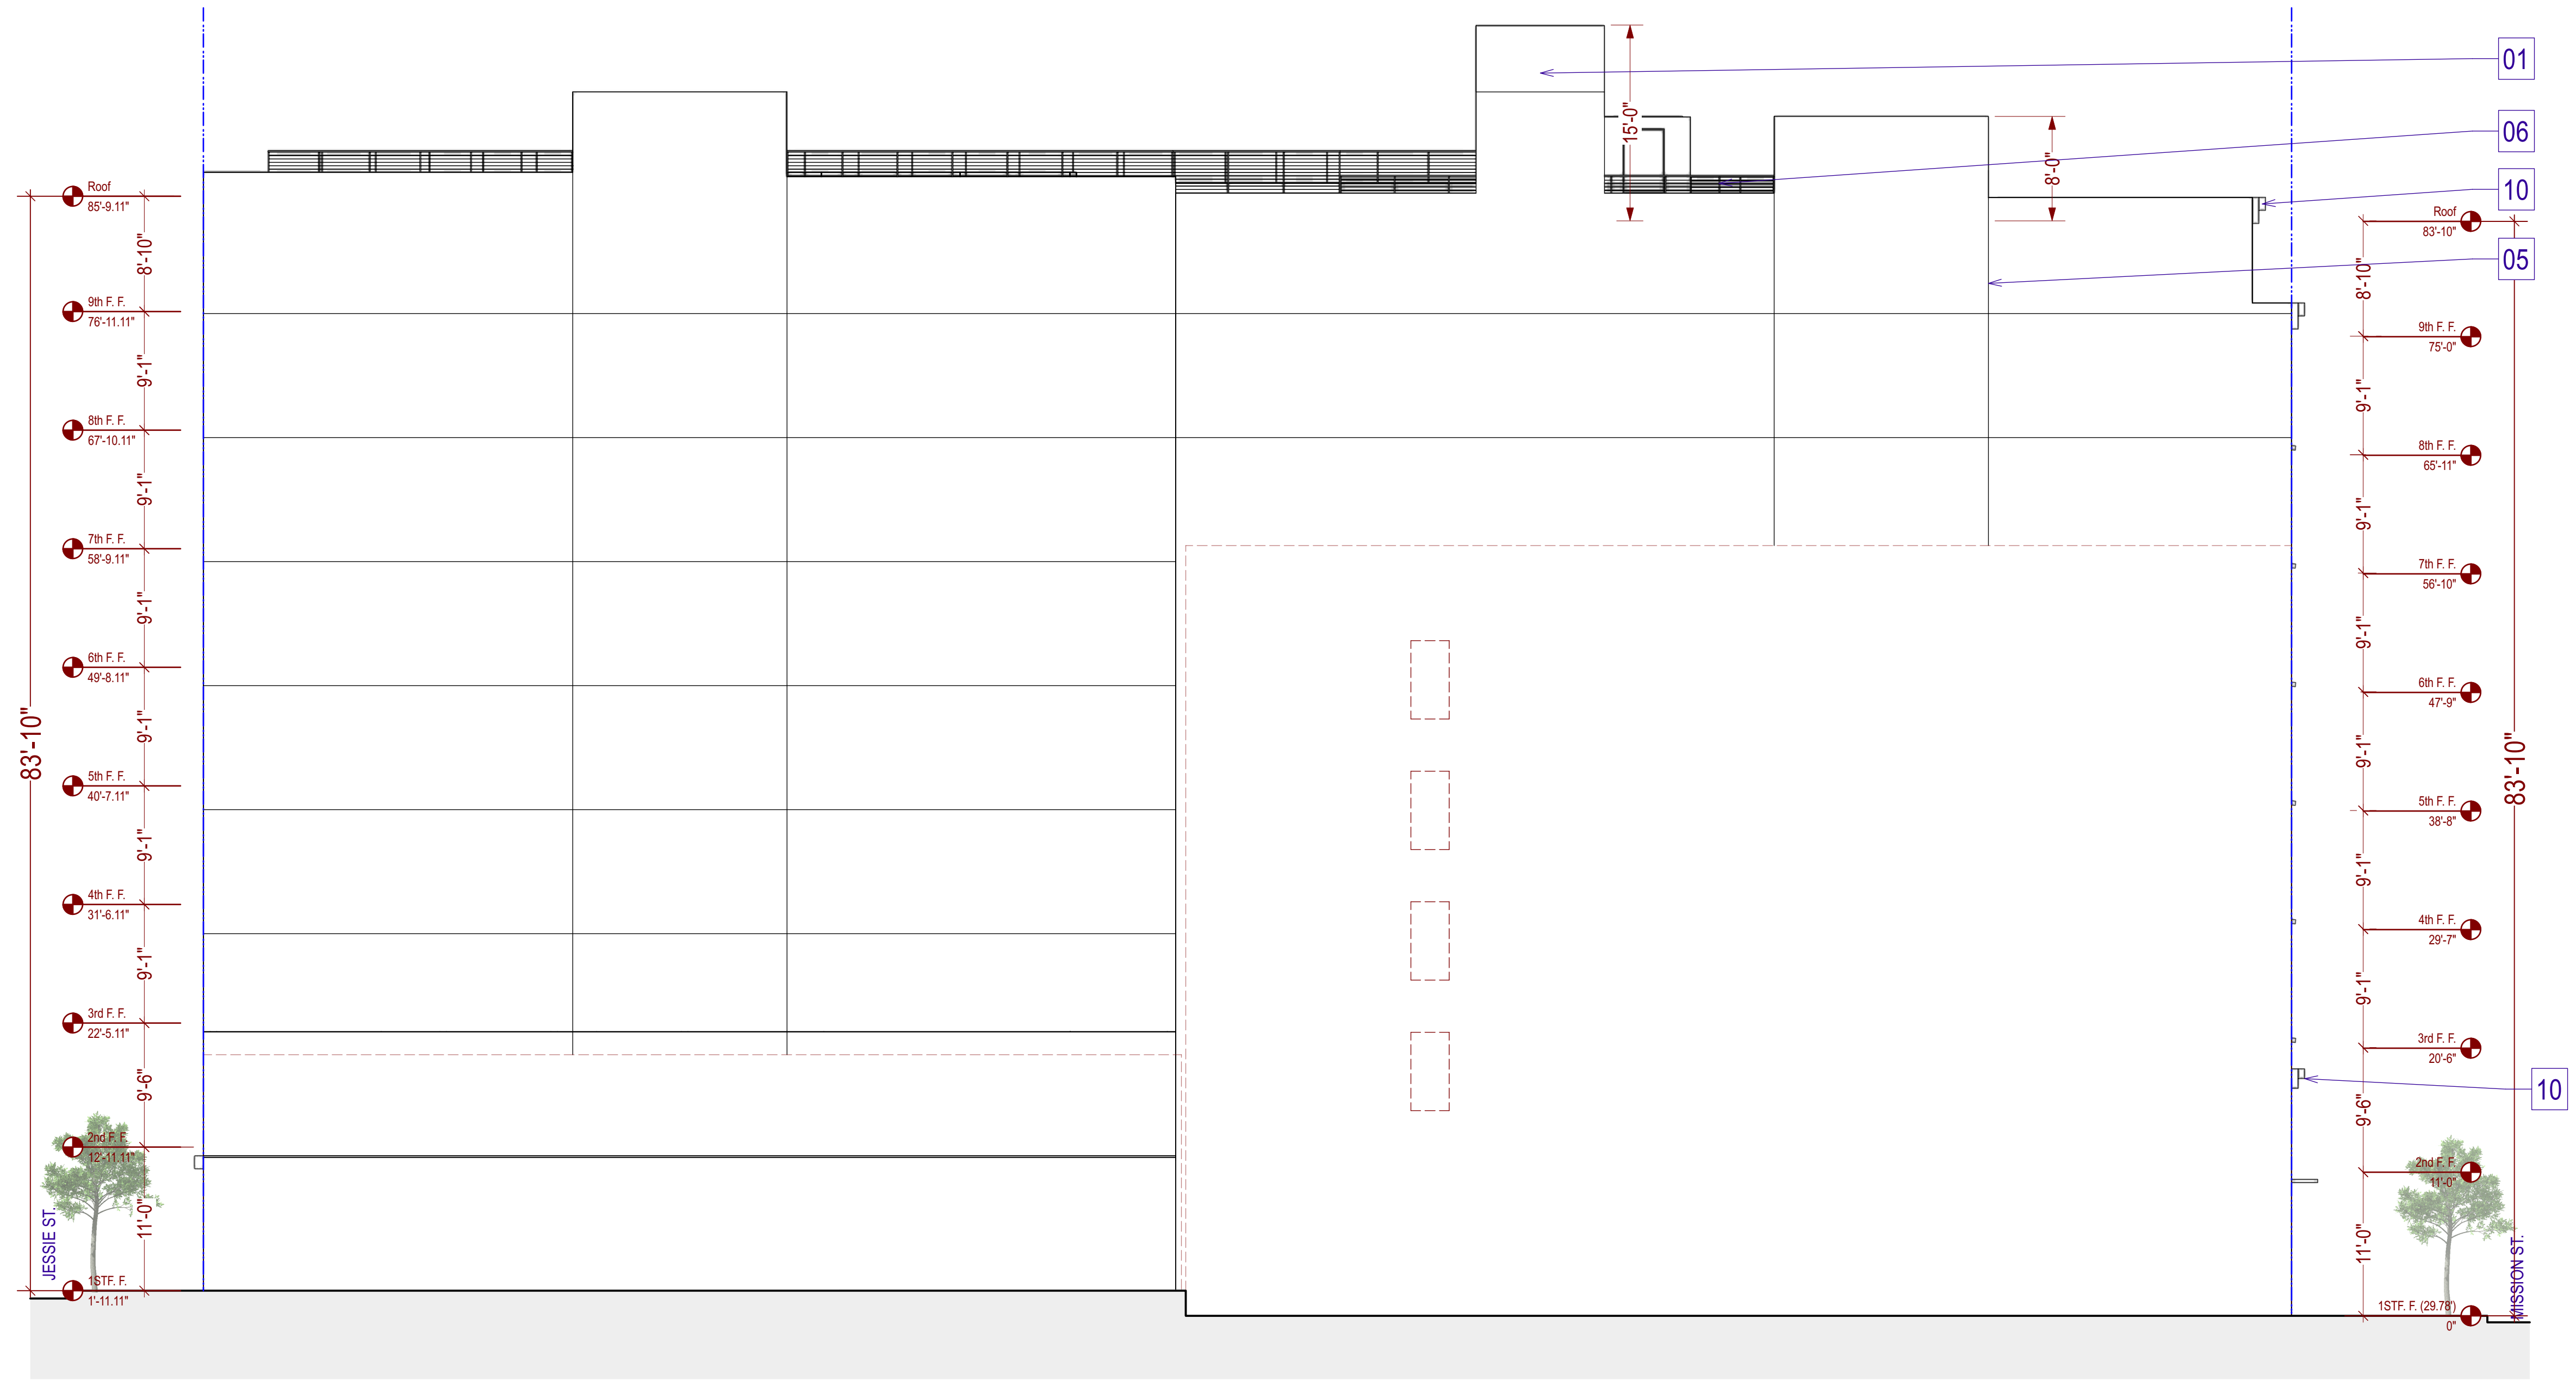 01
15'-0"
06
8'-0"
10
05
Roof
85'-9.11"
8'-10"
9th F. F.
76'-11.11"
9'-1"
8th F. F.
67'-10.11"
9'-1"
7th F. F.
58'-9.11"
9'-1"
6th F. F.
49'-8.11"
9'-1"
5th F. F.
40'-7.11"
9'-1"
4th F. F.
31'-6.11"
9'-1"
3rd F. F.
22'-5.11"
9'-6"
2nd F. F.
12'-11.11"
11'-0"
1STF. F.
1'-11.11"
83'-10"
JESSIE ST.
Roof
83'-10"
8'-10"
9th F. F.
75'-0"
9'-1"
8th F. F.
65'-11"
9'-1"
7th F. F.
56'-10"
9'-1"
6th F. F.
47'-9"
9'-1"
5th F. F.
38'-8"
9'-1"
4th F. F.
29'-7"
9'-1"
3rd F. F.
20'-6"
10
9'-6"
2nd F. F.
11'-0"
11'-0"
1STF. F. (29.78')
0"
83'-10"
MISSION ST.